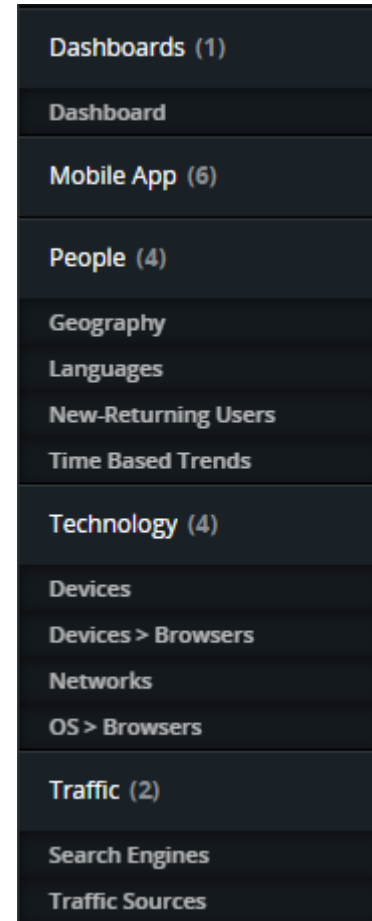 Dashboards (1)
Dashboard
Mobile App (6)
People (4)
Geography
Languages
New-Returning Users
Time Based Trends
Technology (4)
Devices
Devices > Browsers
Networks
OS > Browsers
Traffic (2)
Search Engines
Traffic Sources